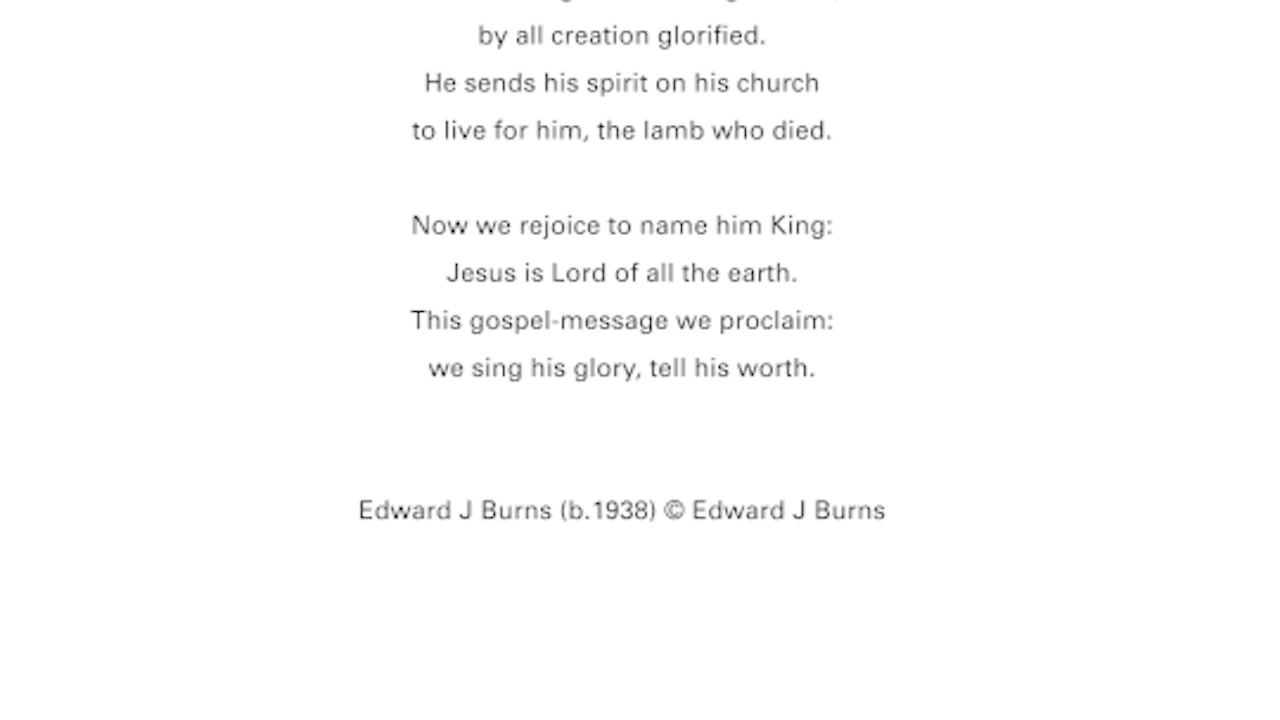 by all creation glorified.
He sends his spirit on his church
to live for him, the lamb who died.
Now we rejoice to name him King:
Jesus is Lord of all the earth.
This gospel-message we proclaim:
we sing his glory, tell his worth.
Edward J Burns (b.1938) © Edward J Burns